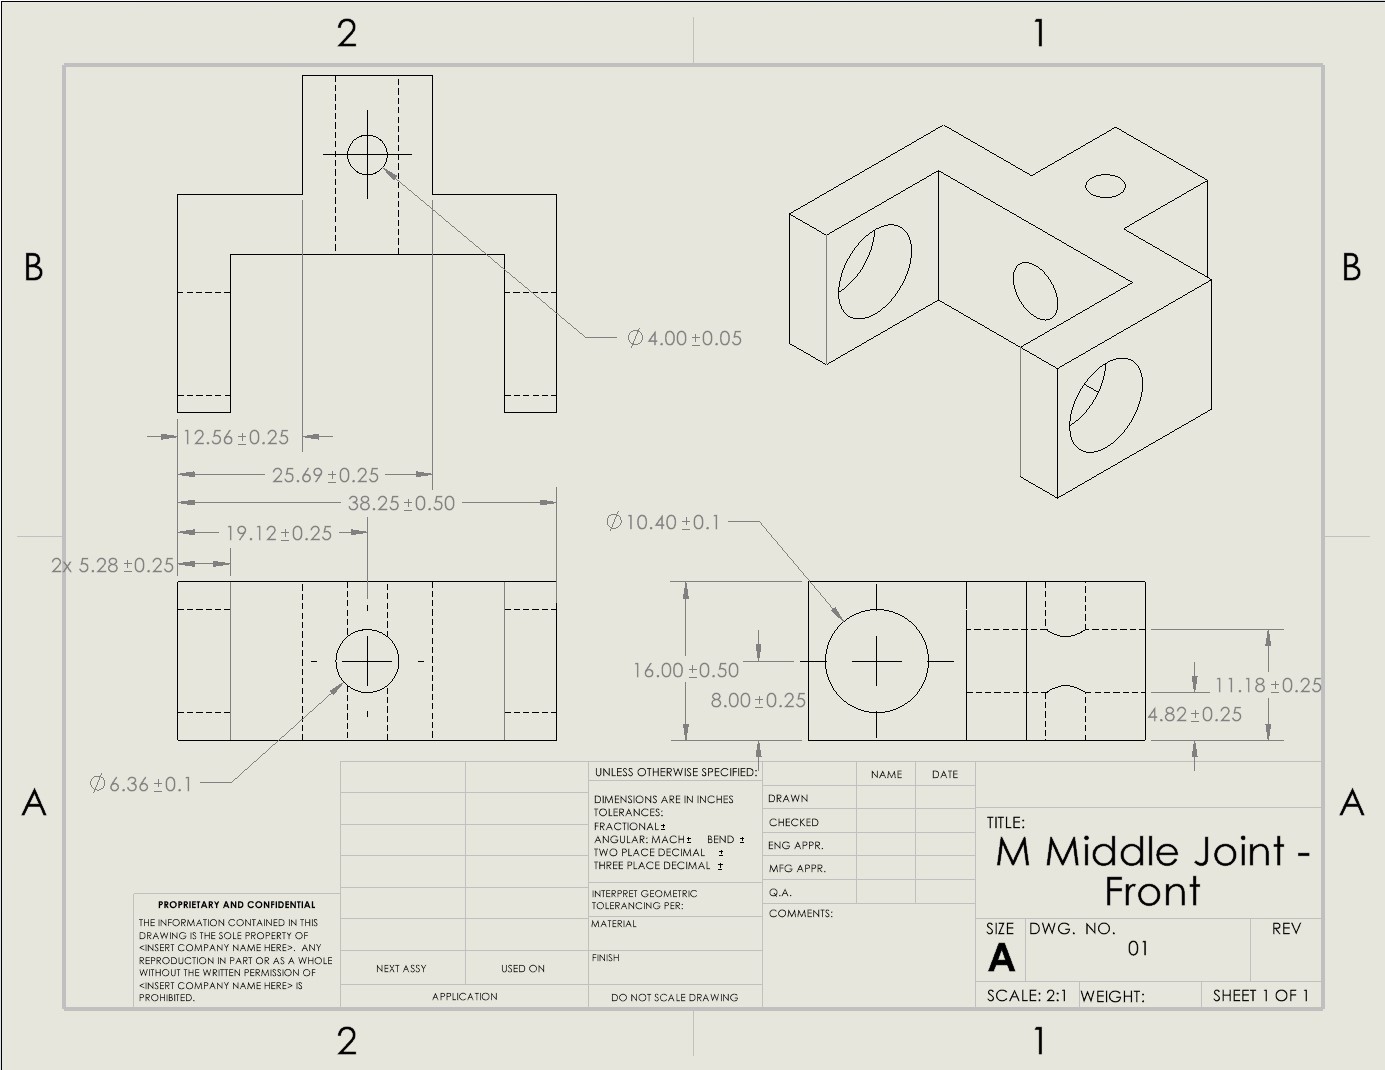 2
1
B
B
∅4.00±0.05
12.56±0.25
25.69±0.25
38.25±0.50
19.12±0.25
2x 5.28±0.25
∅10.40±0.1
16.00±0.50
8.00±0.25
11.18±0.25
4.82±0.25
∅6.36±0.1
A
A
UNLESS OTHERWISE SPECIFIED:
DIMENSIONS ARE IN INCHES
TOLERANCES:
FRACTIONAL±
ANGULAR: MACH± BEND ±
TWO PLACE DECIMAL ±
THREE PLACE DECIMAL ±
INTERPRET GEOMETRIC
TOLERANCING PER:
MATERIAL
FINISH
DO NOT SCALE DRAWING
NAME DATE
DRAWN
CHECKED
ENG APPR.
MFG APPR.
Q.A.
COMMENTS:
TITLE:
M Middle Joint -
Front
SIZE DWG. NO. REV
A 01
SCALE: 2:1 WEIGHT: SHEET 1 OF 1
PROPRIETARY AND CONFIDENTIAL
THE INFORMATION CONTAINED IN THIS
DRAWING IS THE SOLE PROPERTY OF
<INSERT COMPANY NAME HERE>. ANY
REPRODUCTION IN PART OR AS A WHOLE
WITHOUT THE WRITTEN PERMISSION OF
<INSERT COMPANY NAME HERE> IS
PROHIBITED.
NEXT ASSY USED ON
APPLICATION
2
1